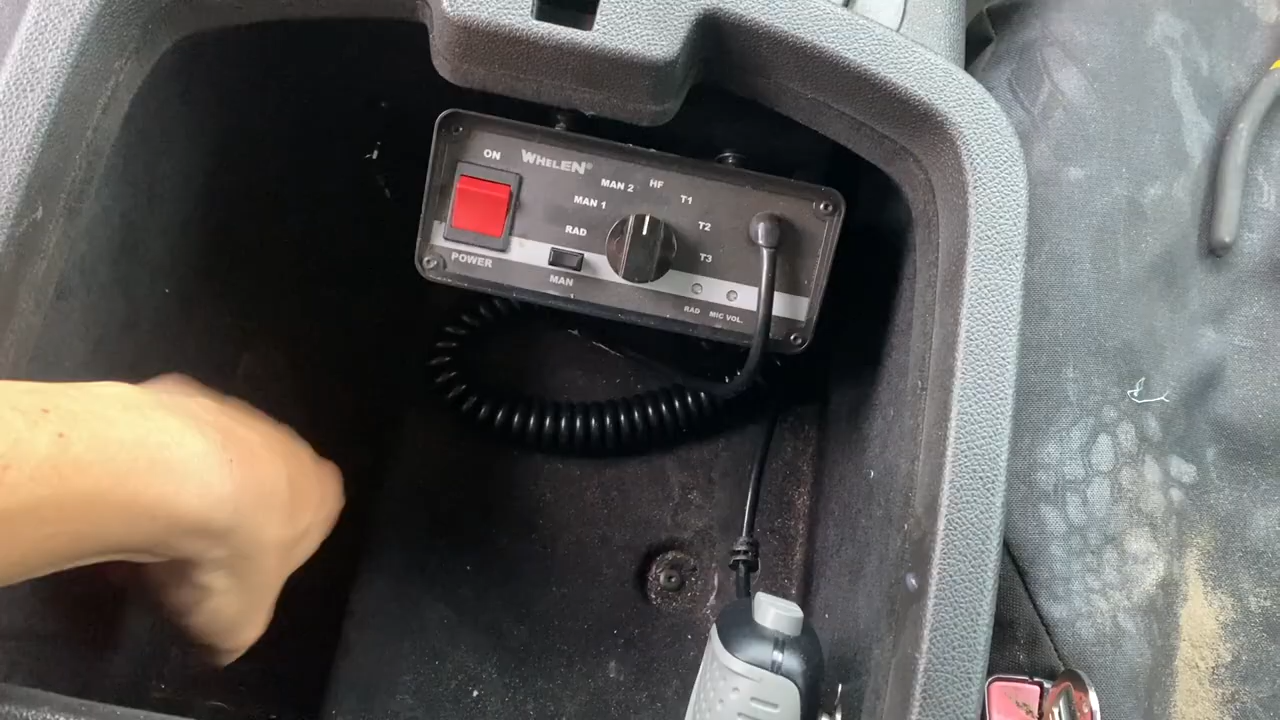 ON
WHELEN®
MAN 2
HF
MAN 1
T1
RAD
T2
POWER
MAN
T3
RAD
MIC VOL.